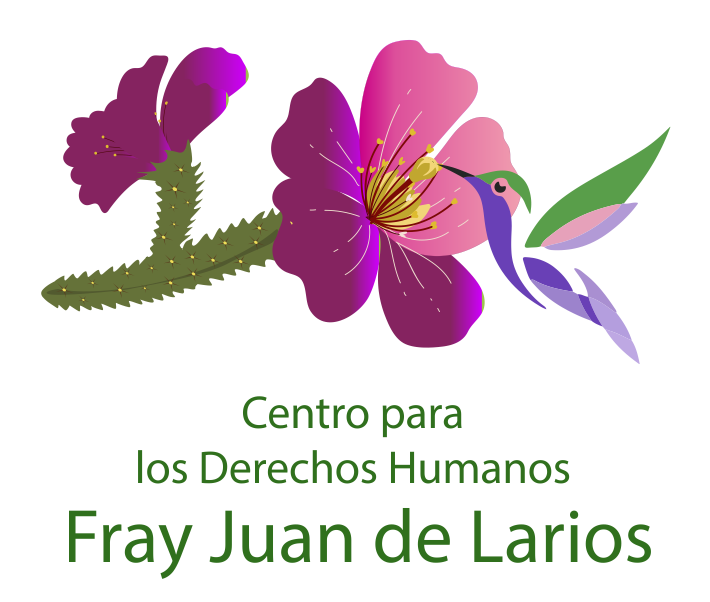 Centro para
los Derechos Humanos
Fray Juan de Larios